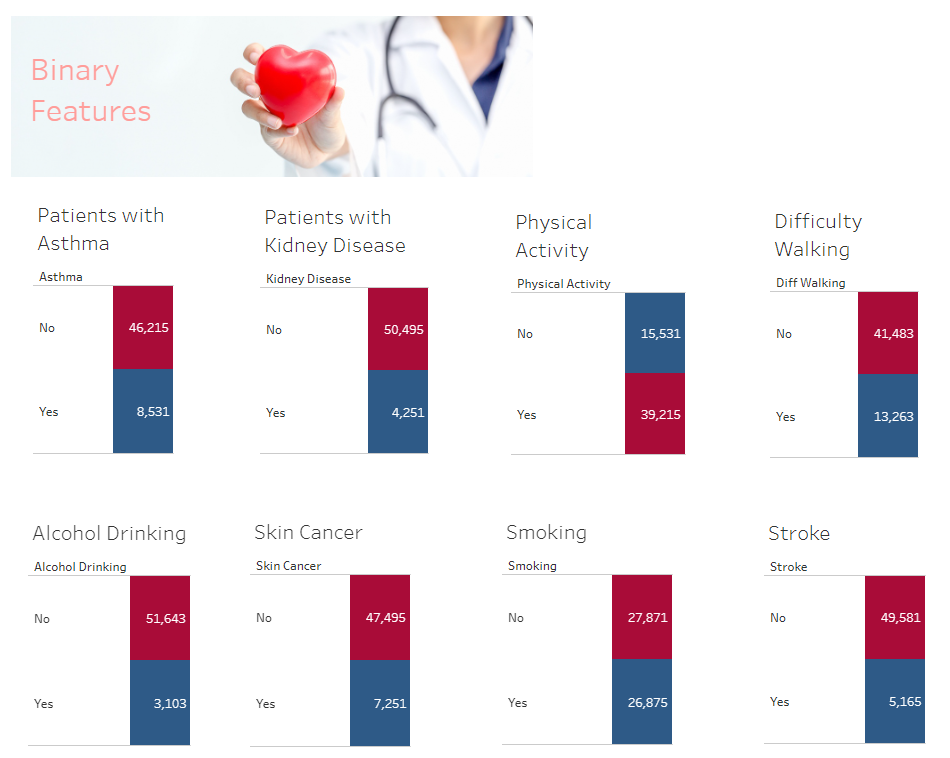 Binary
Features
Patients with
Asthma
Asthma
No 46,215
Yes 8,531
Patients with
Kidney Disease
Kidney Disease
No 50,495
Yes 4,251
Physical
Activity
Physical Activity
No 15,531
Yes 39,215
Difficulty
Walking
Diff Walking
No 41,483
Yes 13,263
Alcohol Drinking
Alcohol Drinking
No 51,643
Yes 3,103
Skin Cancer
Skin Cancer
No 47,495
Yes 7,251
Smoking
Smoking
No 27,871
Yes 26,875
Stroke
Stroke
No 49,581
Yes 5,165